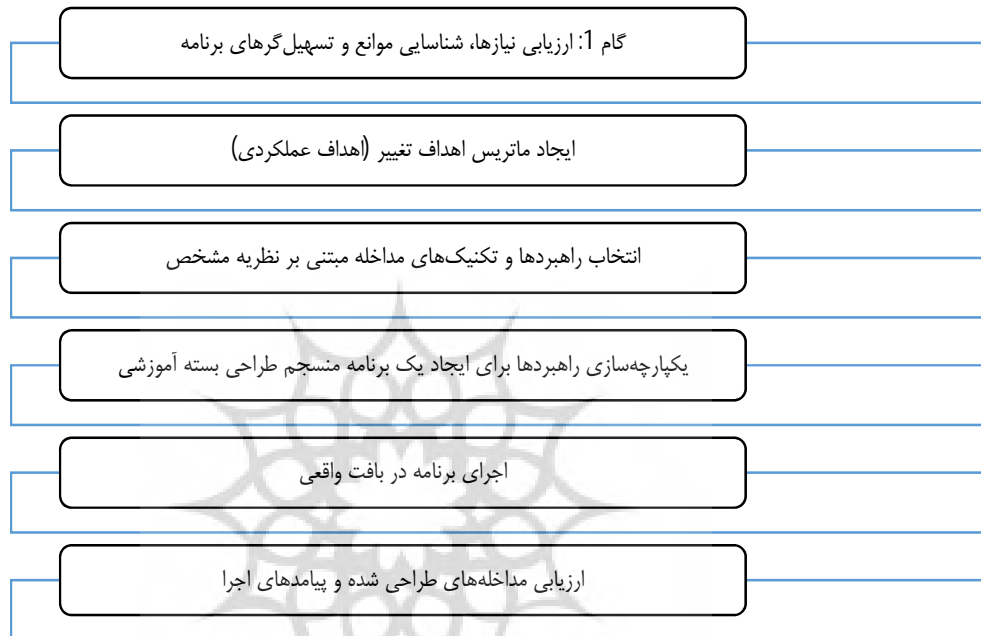 گام 1: ارزیابی نیازها، شناسایی موانع و تسهیل‌گرهای برنامه
ایجاد ماتریس اهداف تغییر (اهداف عملکردی)
انتخاب راهبردها و تکنیک‌های مداخله مبتنی بر نظریه مشخص
یکپارچه‌سازی راهبردها برای ایجاد یک برنامه منسجم طراحی بسته آموزشی
اجرای برنامه در بافت واقعی
ارزیابی مداخله‌های طراحی شده و پیامدهای اجرا